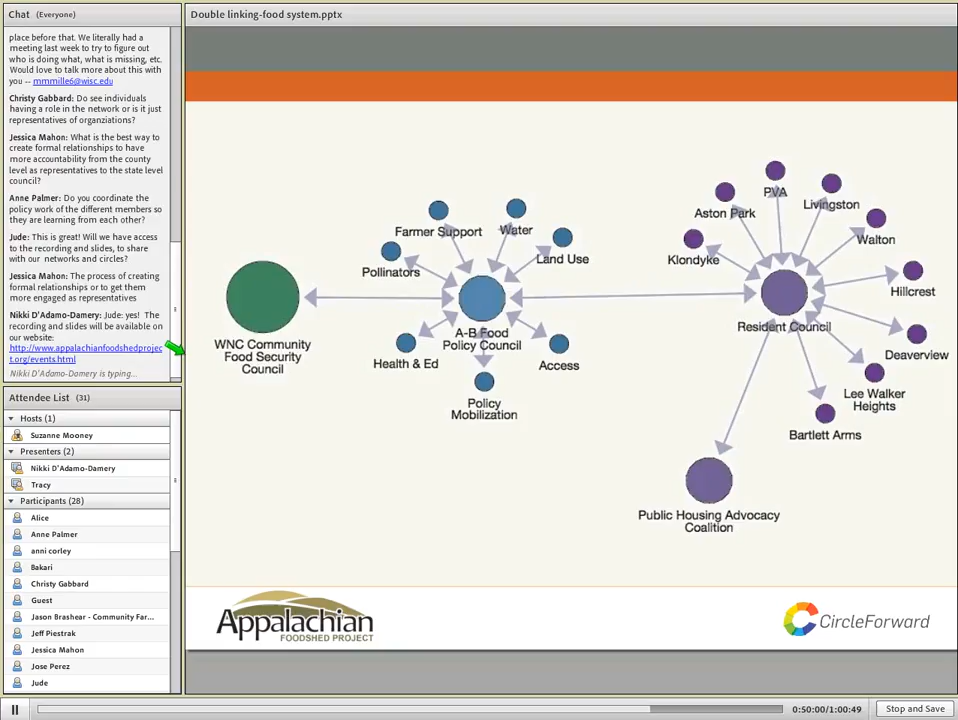 Chat (Everyone)
place before that. We literally had a
meeting last week to try to figure out
who is doing what, what is missing, etc.
Would love to talk more about this with
you -- mmmille6@wisc.edu
Christy Gabbard: Do see individuals
having a role in the network or is it just
representatives of organziations?
Jessica Mahon: What is the best way to
create formal relationships to have
more accountability from the county
level as representatives to the state level
council?
Anne Palmer: Do you coordinate the
policy work of the different members so
they are learning from each other?
Jude: This is great! Will we have access
to the recording and slides, to share
with our networks and circles?
Jessica Mahon: The process of creating
formal relationships or to get them
more engaged as representatives
Nikki D'Adamo-Damery: Jude: yes! The
recording and slides will be available on
our website:
http://www.appalachianfoodshedprojec
t.org/events.html
Nikki D'Adamo-Damery is typing...
Attendee List (31)
Hosts (1)
Suzanne Mooney
Presenters (2)
Nikki D'Adamo-Damery
Tracy
Participants (28)
Alice
Anne Palmer
anni corley
Bakari
Christy Gabbard
Guest
Jason Brashear - Community Far...
Jeff Piestrak
Jessica Mahon
Jose Perez
Jude
Double linking-food system.pptx
WNC Community
Food Security
Council
Pollinators
Farmer Support
Water
Land Use
A-B Food
Policy Council
Health & Ed
Policy
Mobilization
Access
Klondyke
Aston Park
PVA
Livingston
Walton
Hillcrest
Deaverview
Lee Walker
Heights
Bartlett Arms
Resident Council
Public Housing Advocacy
Coalition
Appalachian
FOODSHED PROJECT
CircleForward
0:50:00/1:00:49
Stop and Save